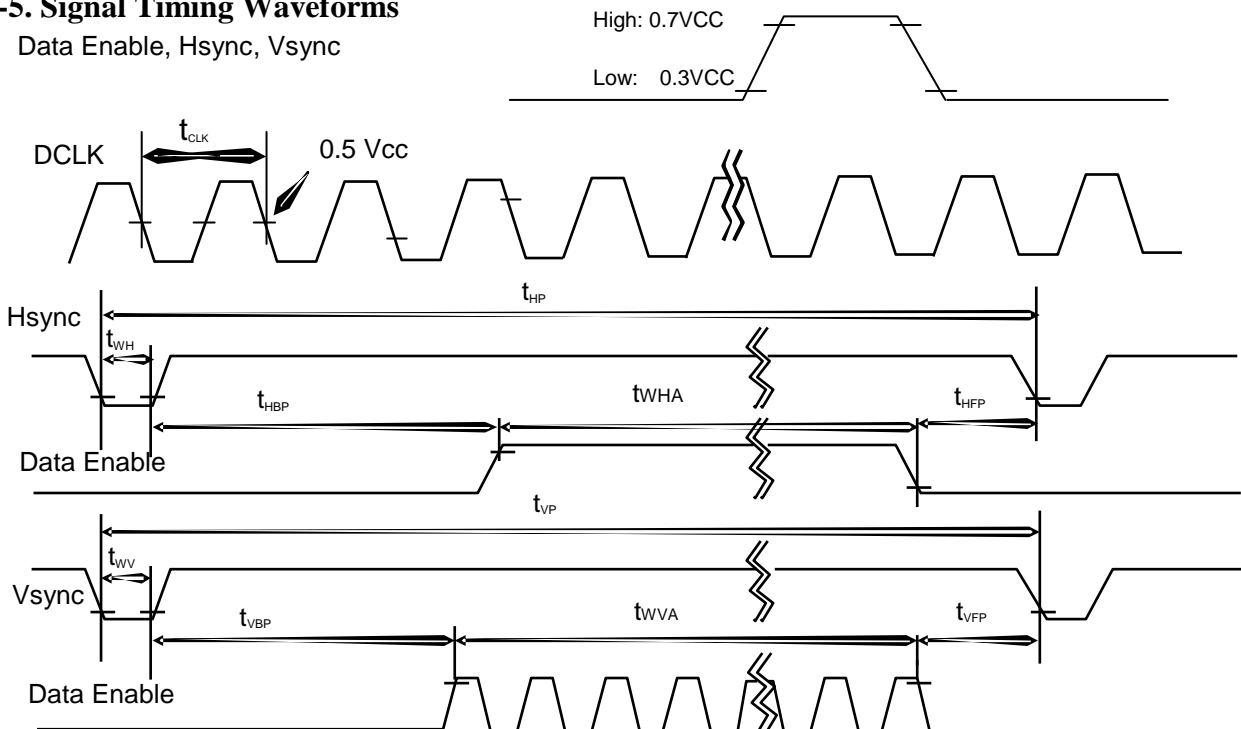 -5. Signal Timing Waveforms
Data Enable, Hsync, Vsync
High: 0.7VCC
Low: 0.3VCC
DCLK
tCLK
0.5 Vcc
Hsync
tHP
tWH
tHBP
tWHA
tHFP
Data Enable
tVP
Vsync
tWV
tVBP
tWVA
tVFP
Data Enable